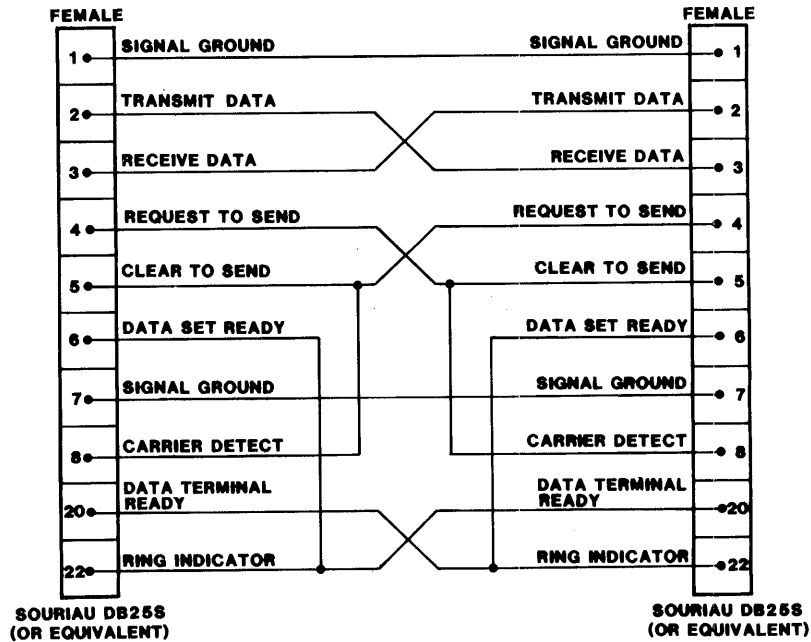 FEMALE FEMALE
1 SIGNAL GROUND SIGNAL GROUND 1
2 TRANSMIT DATA TRANSMIT DATA 2
3 RECEIVE DATA RECEIVE DATA 3
4 REQUEST TO SEND REQUEST TO SEND 4
5 CLEAR TO SEND CLEAR TO SEND 5
6 DATA SET READY DATA SET READY 6
7 SIGNAL GROUND SIGNAL GROUND 7
8 CARRIER DETECT CARRIER DETECT 8
20 DATA TERMINAL READY DATA TERMINAL READY 20
22 RING INDICATOR RING INDICATOR 22
SOURIAU DB25S SOURIAU DB25S
(OR EQUIVALENT) (OR EQUIVALENT)